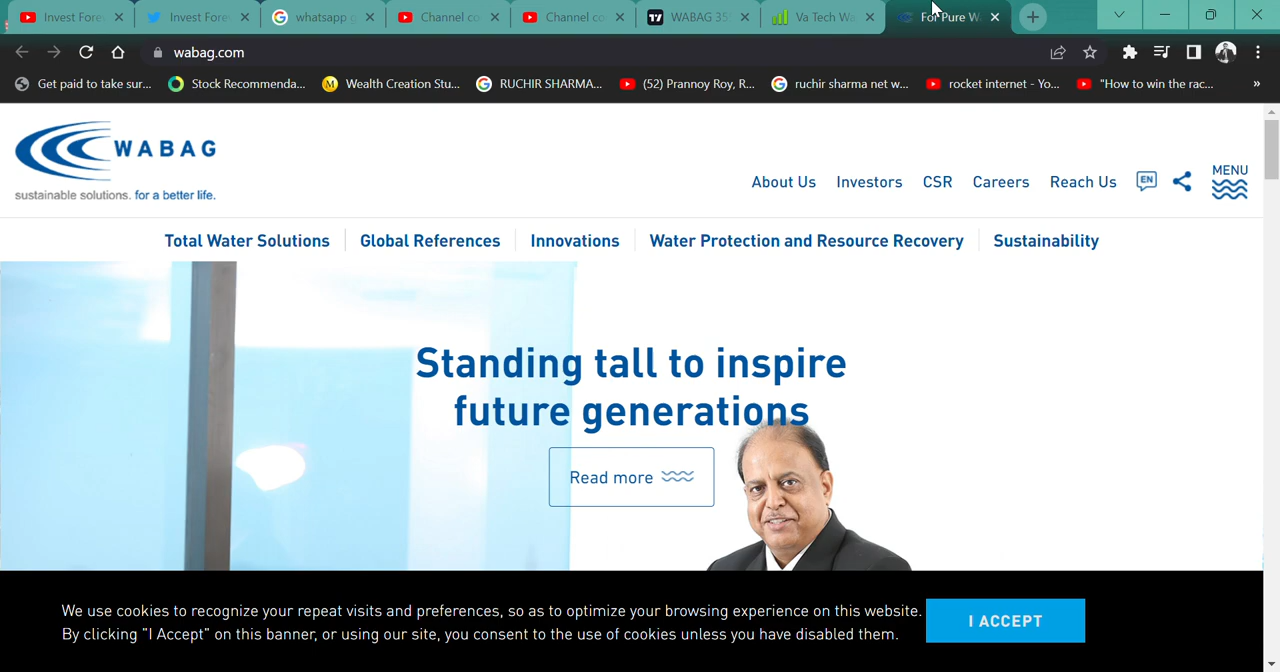 Invest Fore
Invest Fore
whatsapp g
Channel co
Channel co
WABAG 35
Va Tech Wa
For Pure W
wabag.com
Get paid to take sur...
Stock Recommenda...
Wealth Creation Stu...
RUCHIR SHARMA...
(52) Prannoy Roy, R...
ruchir sharma net w...
rocket internet - Yo...
"How to win the rac...
»
WABAG
sustainable solutions. for a better life.
About Us
Investors
CSR
Careers
Reach Us
EN
MENU
Total Water Solutions
Global References
Innovations
Water Protection and Resource Recovery
Sustainability
Standing tall to inspire
future generations
Read more
We use cookies to recognize your repeat visits and preferences, so as to optimize your browsing experience on this website.
By clicking "I Accept" on this banner, or using our site, you consent to the use of cookies unless you have disabled them.
I ACCEPT